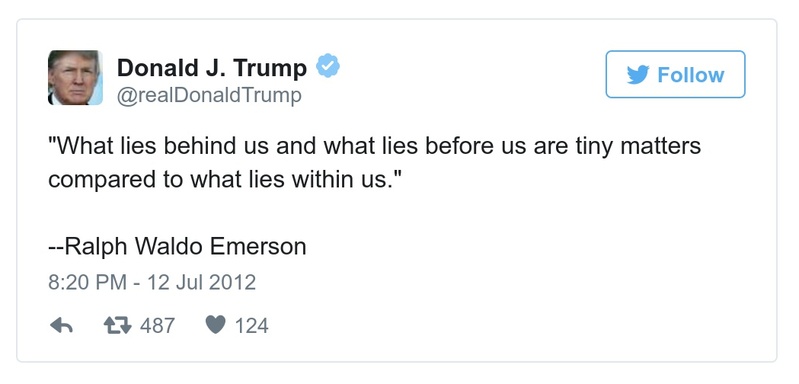 Donald J. Trump
@realDonaldTrump
Follow
"What lies behind us and what lies before us are tiny matters
compared to what lies within us."
--Ralph Waldo Emerson
8:20 PM - 12 Jul 2012
487 124